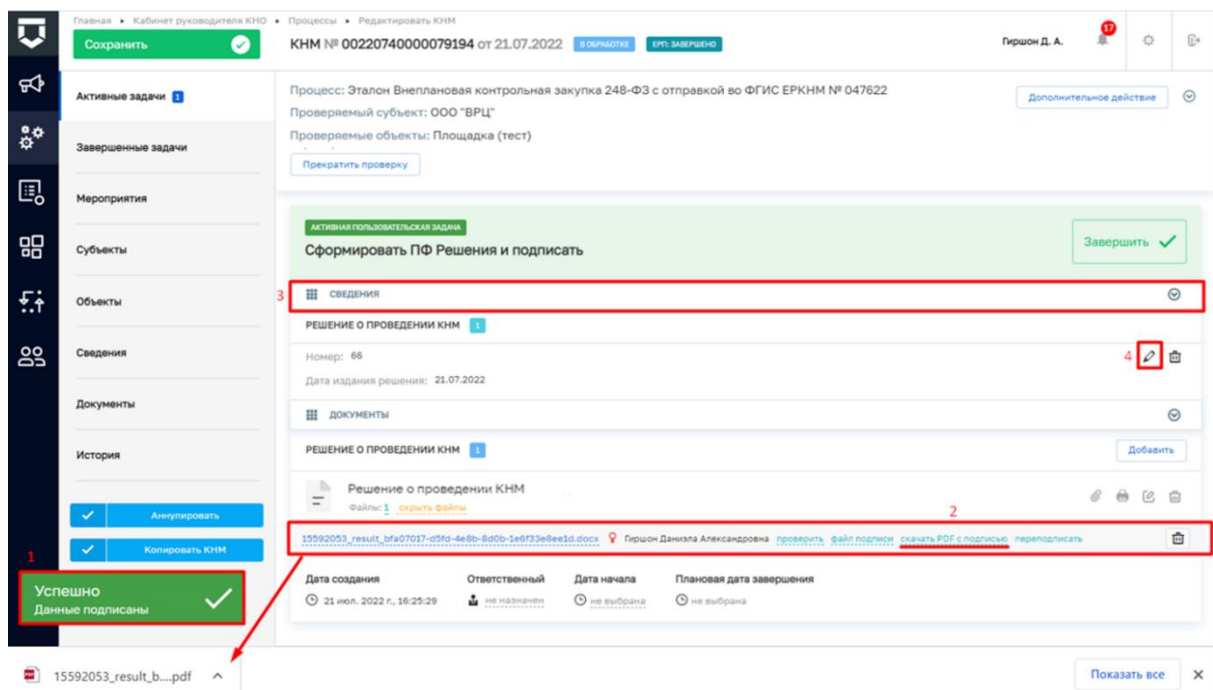 Главная ▸ Кабинет руководителя КНО ▸ Процессы ▸ Редактировать КНМ
Сохранить
КНМ № 00220740000079194 от 21.07.2022 В ОБРАБОТКЕ ЕРП: ЗАВЕРШЕНО
Гиршон Д. А.
17
Активные задачи 1
Завершенные задачи
Мероприятия
Субъекты
Объекты
Сведения
Документы
История
Аннулировать
Копировать КНМ
1
Успешно
Данные подписаны
Процесс: Эталон Внеплановая контрольная закупка 248-ФЗ с отправкой во ФГИС ЕРКНМ № 047622
Дополнительное действие
Проверяемый субъект: ООО "ВРЦ"
Проверяемые объекты: Площадка (тест)
Прекратить проверку
АКТИВНАЯ ПОЛЬЗОВАТЕЛЬСКАЯ ЗАДАЧА
Сформировать ПФ Решения и подписать
Завершить
3
СВЕДЕНИЯ
РЕШЕНИЕ О ПРОВЕДЕНИИ КНМ 1
Номер: 66
4
Дата издания решения: 21.07.2022
ДОКУМЕНТЫ
РЕШЕНИЕ О ПРОВЕДЕНИИ КНМ 1
Добавить
Решение о проведении КНМ
Файлы: 1 скрыть файлы
2
15592053_result_bfa07017-d5fd-4e8b-8d0b-1e6f33e8ee1d.docx Гиршон Даниэла Александровна проверить файл подписи скачать PDF с подписью переподписать
Дата создания Ответственный Дата начала Плановая дата завершения
21 июл. 2022 г., 16:25:29 не назначен не выбрана не выбрана
15592053_result_b....pdf
Показать все